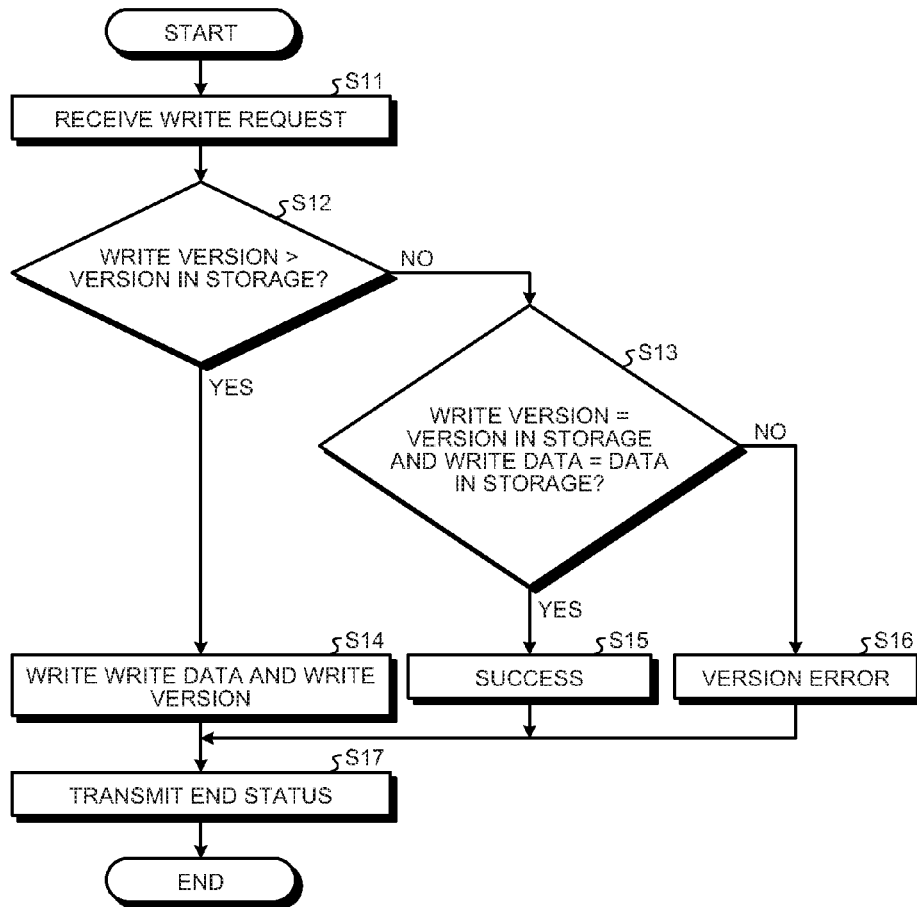 START
S11
RECEIVE WRITE REQUEST
S12
WRITE VERSION >
VERSION IN STORAGE?
NO
S13
YES
WRITE VERSION =
VERSION IN STORAGE
AND WRITE DATA = DATA
IN STORAGE?
NO
YES
S14
WRITE WRITE DATA AND WRITE
VERSION
S15
SUCCESS
S16
VERSION ERROR
S17
TRANSMIT END STATUS
END